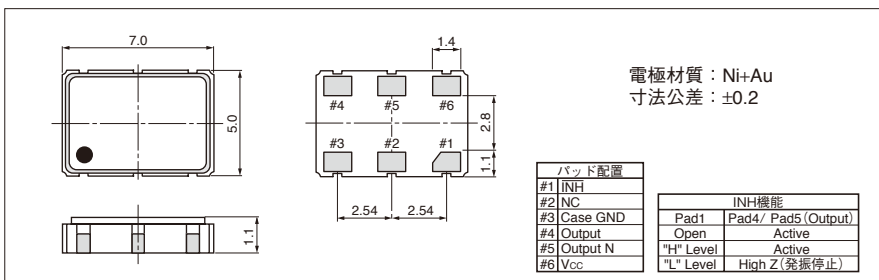 7.0
5.0
1.1
1.4
#4
#5
#6
#3
#2
#1
2.8
1.1
2.54
2.54
電極材質：Ni+Au
寸法公差：±0.2
パッド配置
#1 INH
#2 NC
#3 Case GND
#4 Output
#5 Output N
#6 Vcc
INH機能
Pad1 Pad4/ Pad5(Output)
Open Active
"H" Level Active
"L" Level High Z(発振停止)